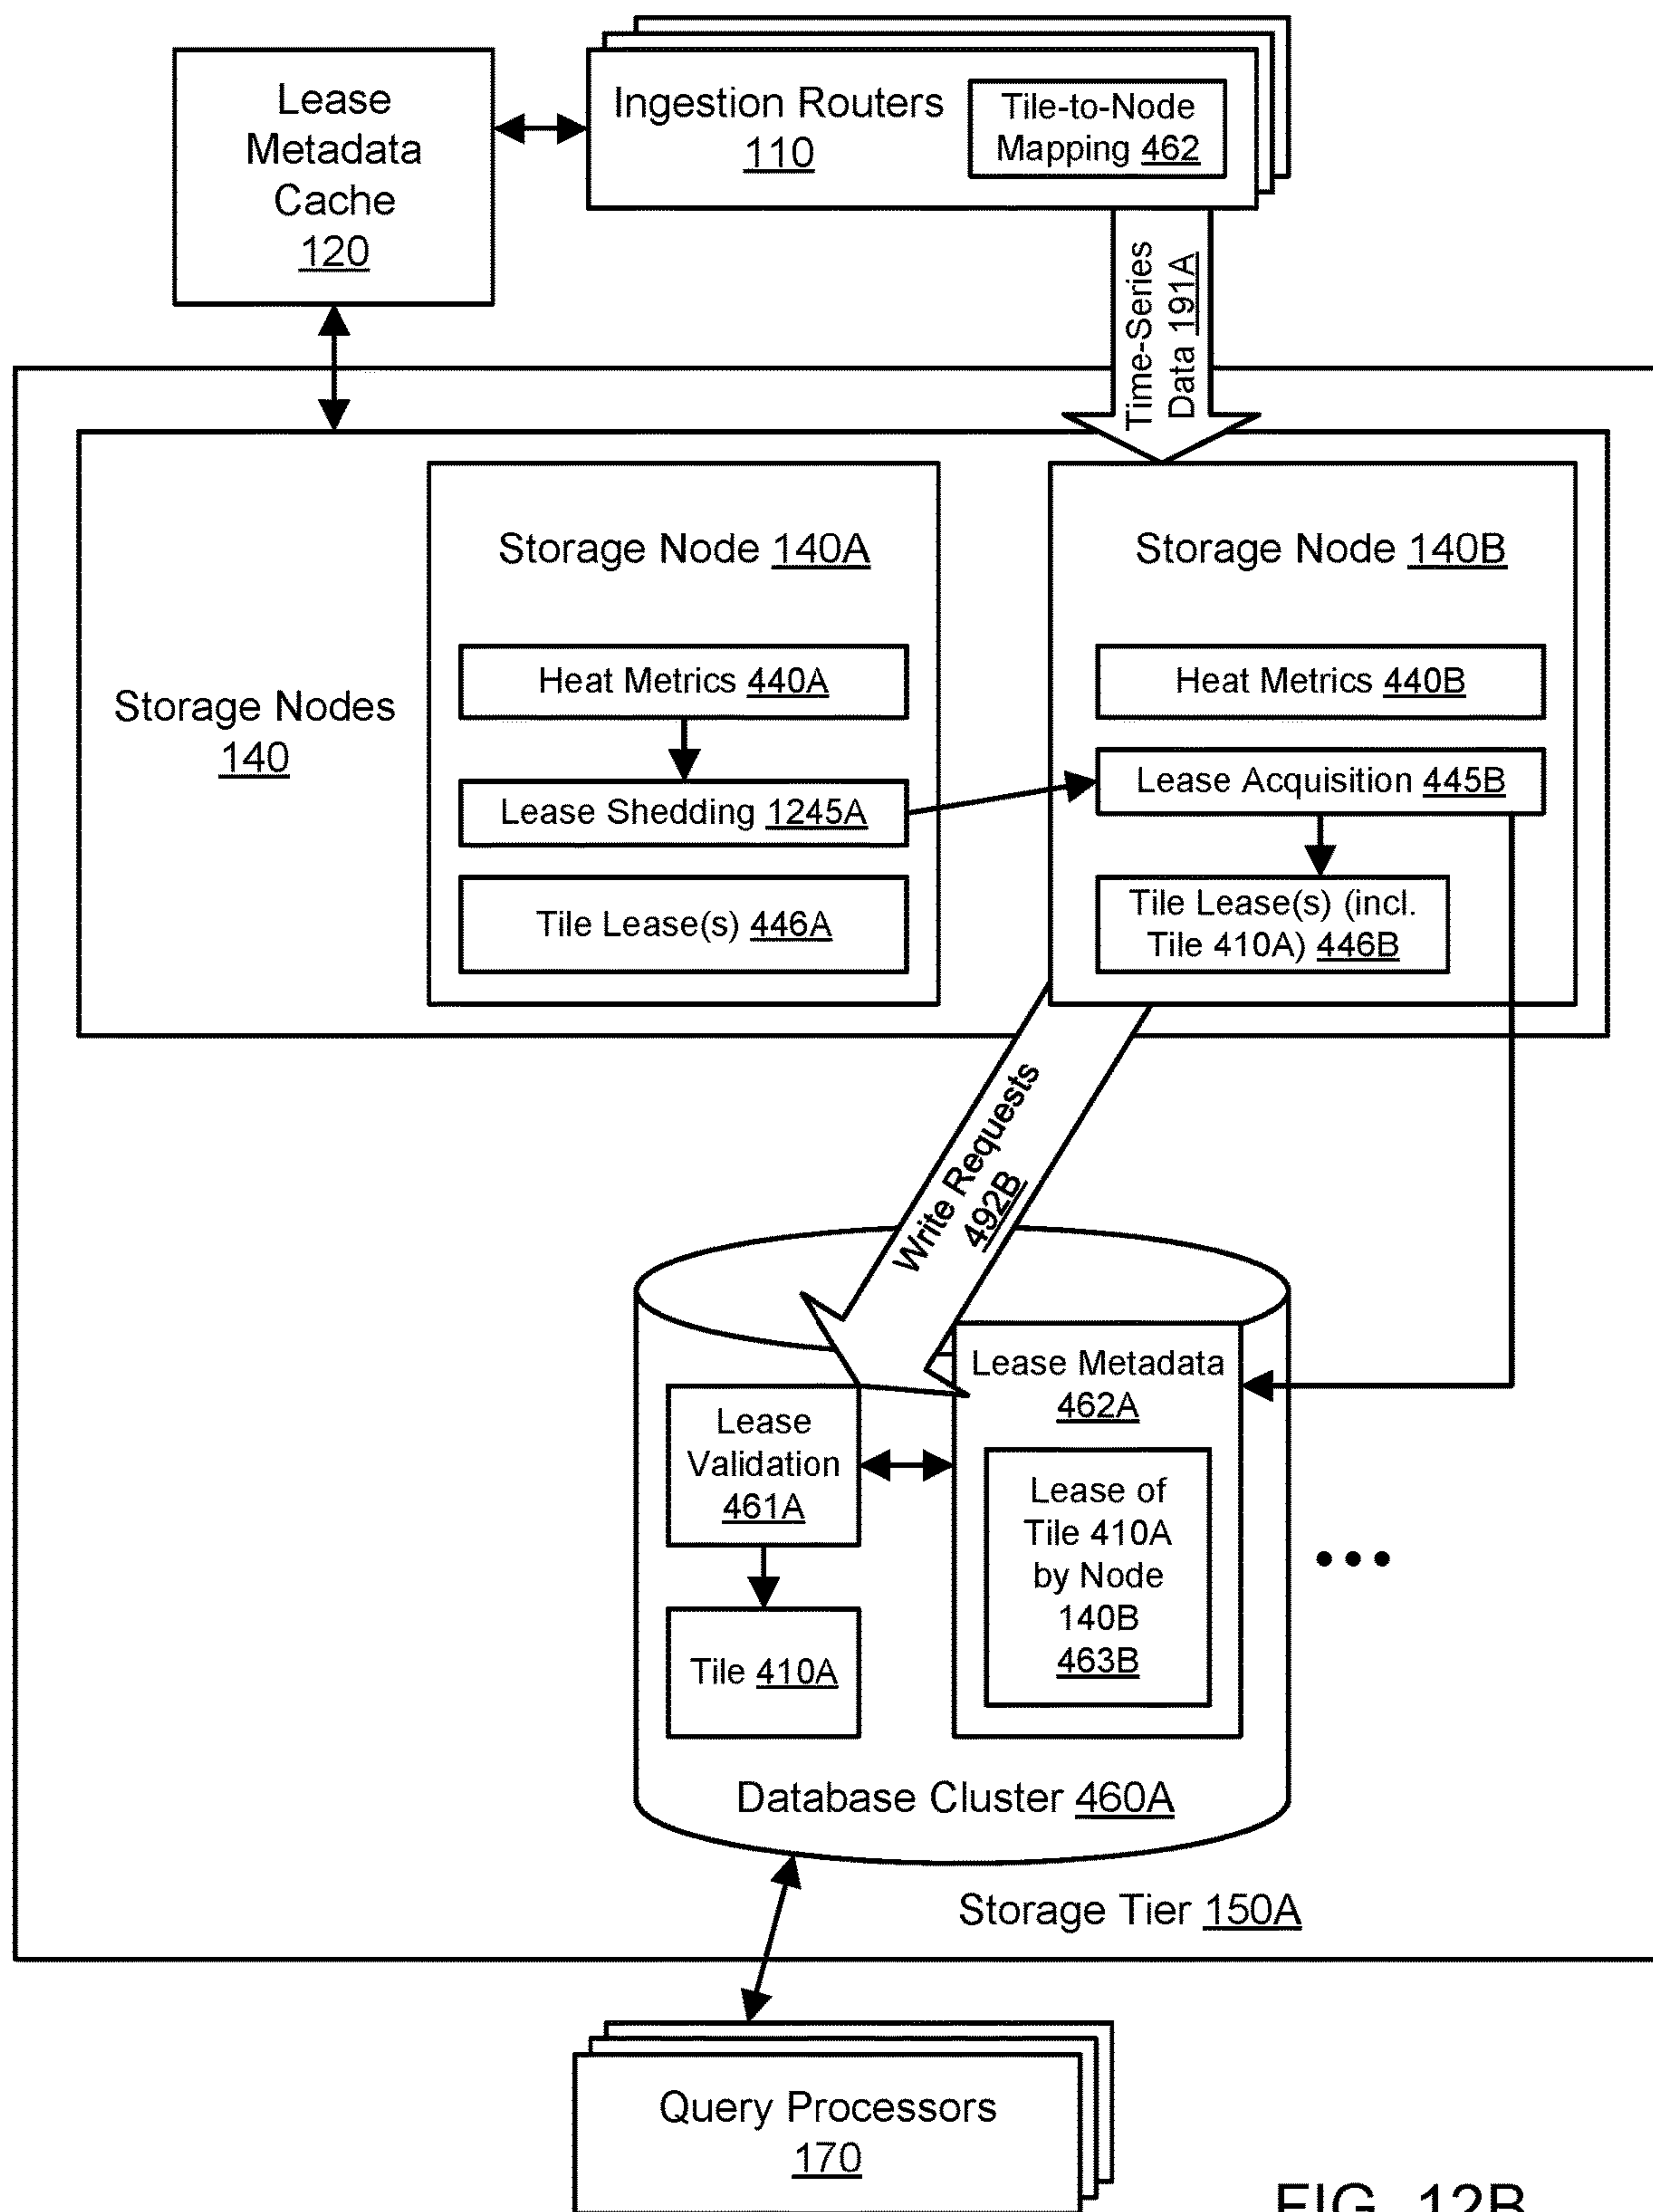 Lease
Metadata
Cache
120
Ingestion Routers
110
Tile-to-Node
Mapping 462
Time-Series
Data 191A
Storage Nodes
140
Storage Node 140A
Heat Metrics 440A
Lease Shedding 1245A
Tile Lease(s) 446A
Storage Node 140B
Heat Metrics 440B
Lease Acquisition 445B
Tile Lease(s) (incl.
Tile 410A) 446B
Write Requests
492B
Lease
Validation
461A
Tile 410A
Lease Metadata
462A
Lease of
Tile 410A
by Node
140B
463B
•••
Database Cluster 460A
Storage Tier 150A
Query Processors
170
FIG. 12B